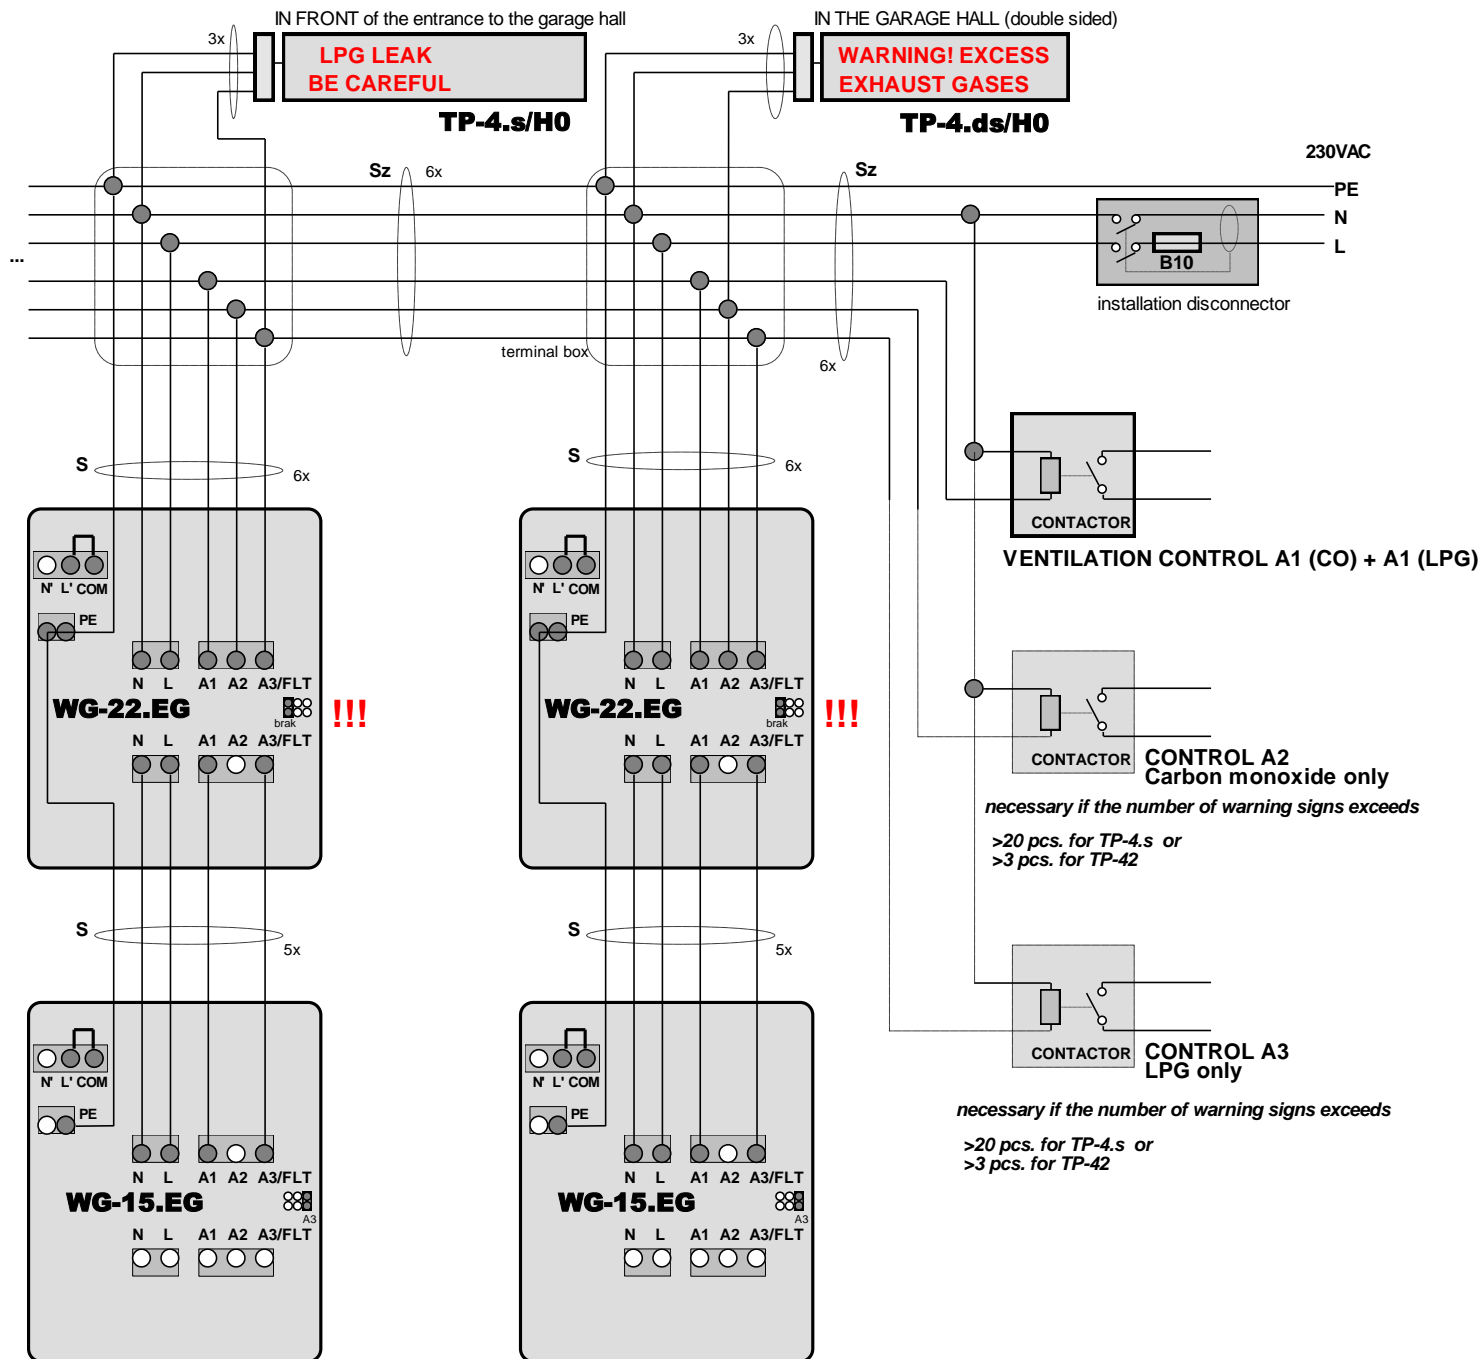 IN FRONT of the entrance to the garage hall
IN THE GARAGE HALL (double sided)
3x
LPG LEAK
BE CAREFUL
3x
WARNING! EXCESS
EXHAUST GASES
TP-4.s/H0
TP-4.ds/H0
230VAC
Sz
6x
Sz
PE
N
L
...
B10
installation disconnector
terminal box
6x
S
6x
S
6x
CONTACTOR
VENTILATION CONTROL A1 (CO) + A1 (LPG)
N' L' COM
PE
N L A1 A2 A3/FLT
WG-22.EG
brak
!!!
N L A1 A2 A3/FLT
N' L' COM
PE
N L A1 A2 A3/FLT
WG-22.EG
brak
!!!
N L A1 A2 A3/FLT
CONTACTOR
CONTROL A2
Carbon monoxide only
necessary if the number of warning signs exceeds
>20 pcs. for TP-4.s or
>3 pcs. for TP-42
S
5x
S
5x
N' L' COM
PE
N L A1 A2 A3/FLT
WG-15.EG
A3
N L A1 A2 A3/FLT
N' L' COM
PE
N L A1 A2 A3/FLT
WG-15.EG
A3
N L A1 A2 A3/FLT
CONTACTOR
CONTROL A3
LPG only
necessary if the number of warning signs exceeds
>20 pcs. for TP-4.s or
>3 pcs. for TP-42